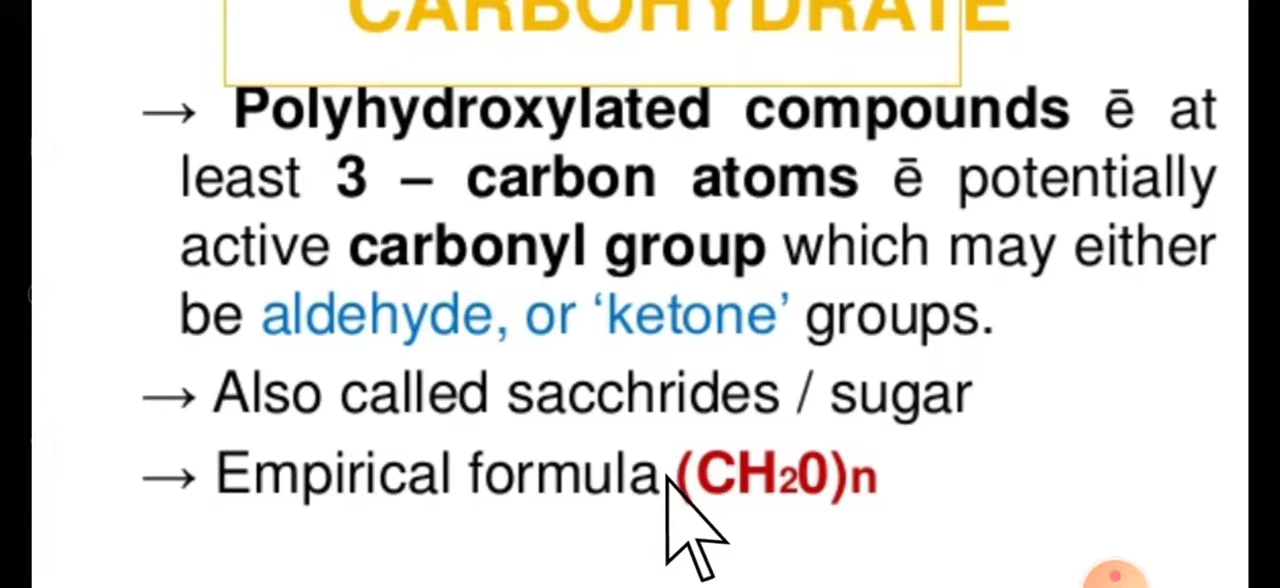 CARBOHYDRATE
→ Polyhydroxylated compounds ē at
least 3 – carbon atoms ē potentially
active carbonyl group which may either
be aldehyde, or ‘ketone’ groups.
→ Also called sacchrides / sugar
→ Empirical formula (CH₂0)n